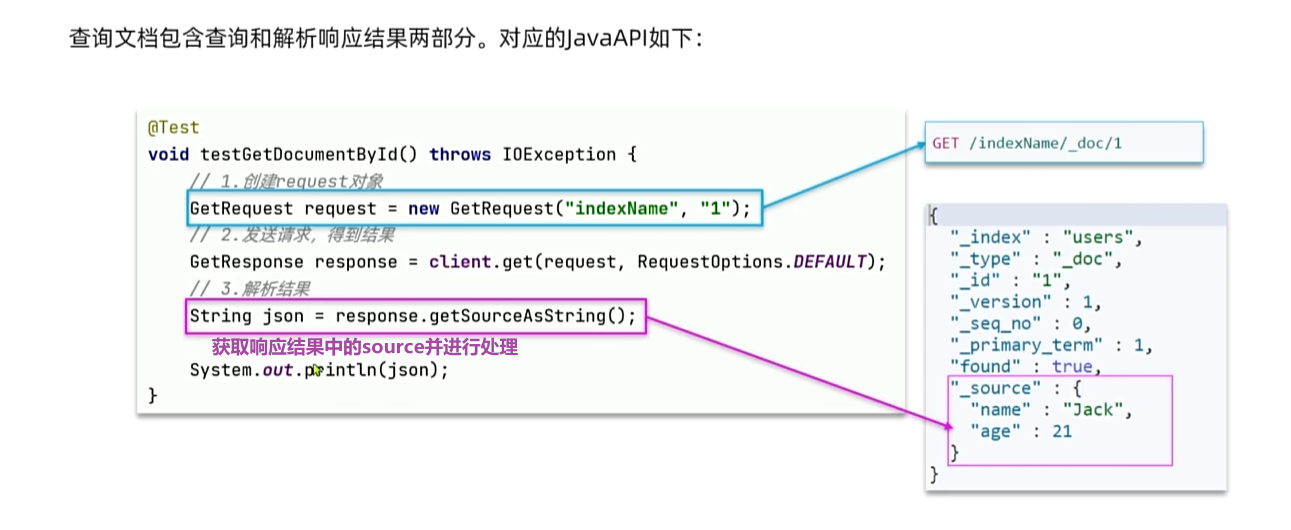 查询文档包含查询和解析响应结果两部分。对应的JavaAPI如下：
@Test
void testGetDocumentById() throws IOException {
// 1.创建request对象
GetRequest request = new GetRequest("indexName", "1");
// 2.发送请求，得到结果
GetResponse response = client.get(request, RequestOptions.DEFAULT);
// 3.解析结果
String json = response.getSourceAsString();
获取响应结果中的source并进行处理
System.out.println(json);
}
GET /indexName/_doc/1
{
"_index" : "users",
"_type" : "_doc",
"_id" : "1",
"_version" : 1,
"_seq_no" : 0,
"_primary_term" : 1,
"found" : true,
"_source" : {
"name" : "Jack",
"age" : 21
}
}